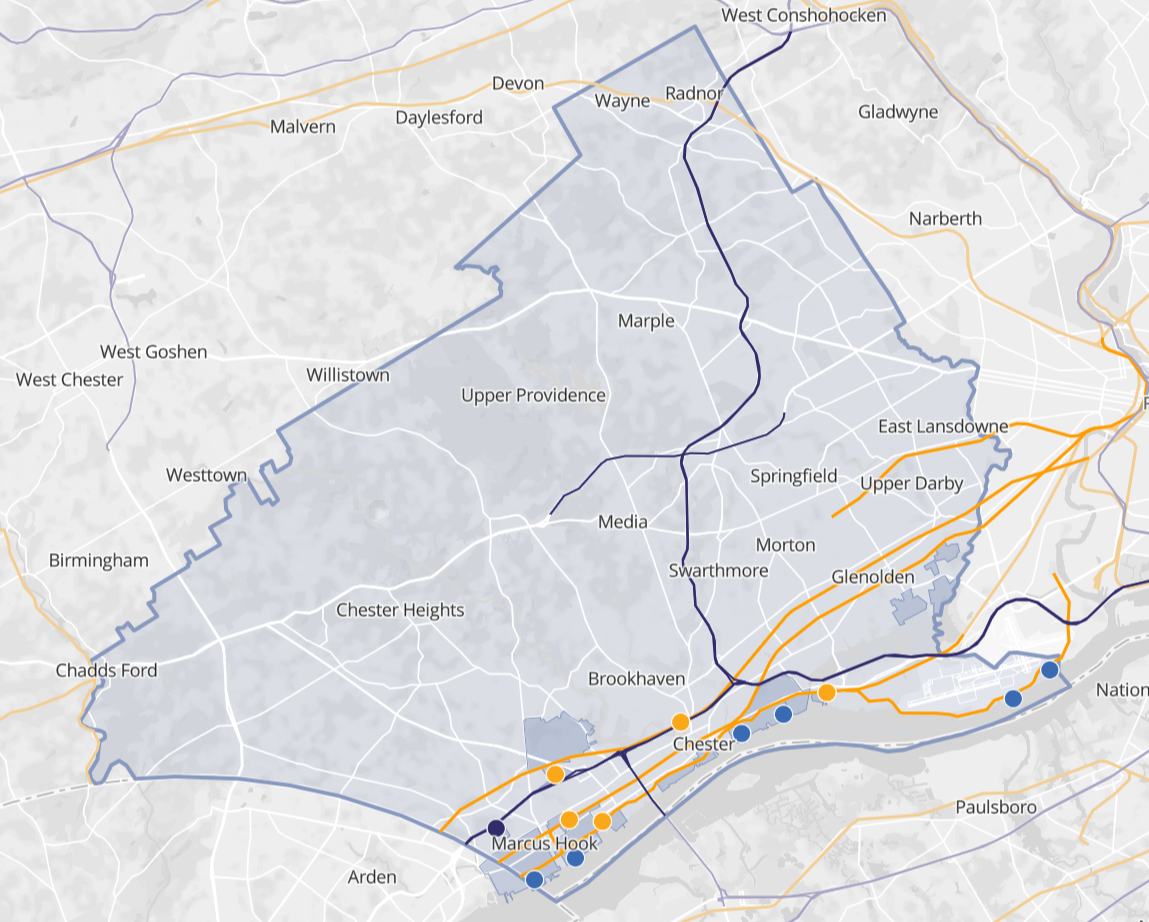 West Conshohocken
Devon
Wayne
Radnor
Daylesford
Malvern
Gladwyne
Narberth
Marple
West Goshen
West Chester
Willistown
Upper Providence
East Lansdowne
Westtown
Springfield
Upper Darby
Media
Morton
Birmingham
Swarthmore
Glenolden
Chester Heights
Chadds Ford
Brookhaven
Nation
Chester
Paulsboro
Marcus Hook
Arden